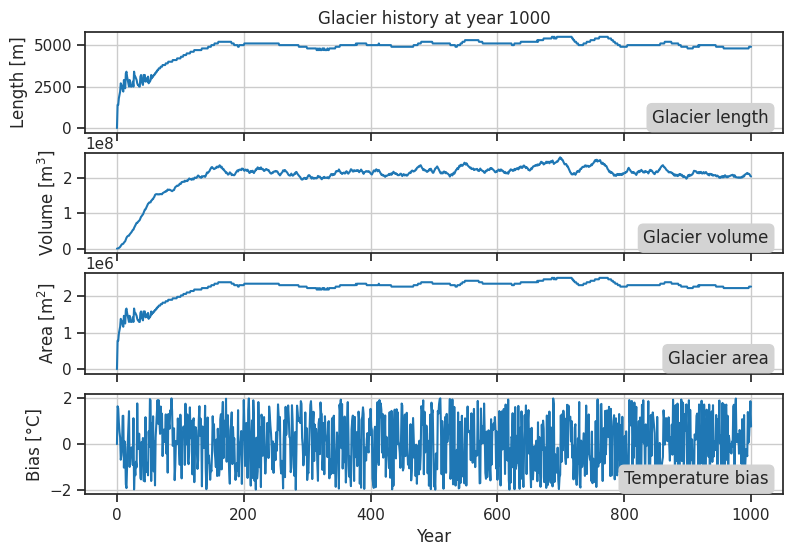 Glacier history at year 1000
5000
2500
0
Length [m]
Glacier length
1e8
2
1
0
Volume [m³]
Glacier volume
1e6
2
1
0
Area [m²]
Glacier area
2
0
−2
Bias [°C]
Temperature bias
0 200 400 600 800 1000
Year